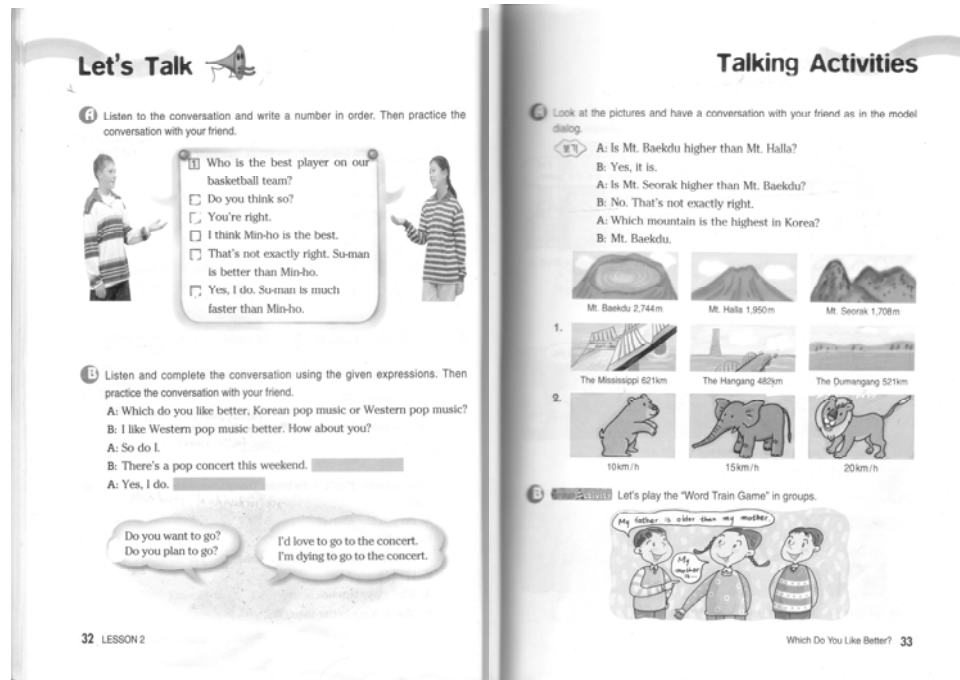 Let's Talk
A Listen to the conversation and write a number in order. Then practice the
conversation with your friend.
1 Who is the best player on our
basketball team?
Do you think so?
You're right.
I think Min-ho is the best.
That's not exactly right. Su-man
is better than Min-ho.
Yes, I do. Su-man is much
faster than Min-ho.
B Listen and complete the conversation using the given expressions. Then
practice the conversation with your friend.
A: Which do you like better, Korean pop music or Western pop music?
B: I like Western pop music better. How about you?
A: So do I.
B: There's a pop concert this weekend.
A: Yes, I do.
Do you want to go?
Do you plan to go?
I'd love to go to the concert.
I'm dying to go to the concert.
32 LESSON 2
Talking Activities
A Look at the pictures and have a conversation with your friend as in the model
dialog.
보기 A: Is Mt. Baekdu higher than Mt. Halla?
B: Yes, it is.
A: Is Mt. Seorak higher than Mt. Baekdu?
B: No. That's not exactly right.
A: Which mountain is the highest in Korea?
B: Mt. Baekdu.
Mt. Baekdu 2,744m Mt. Halla 1,950m Mt. Seorak 1,708m
1.
The Mississippi 621km The Hangang 482km The Dumangang 521km
2.
10km/h 15km/h 20km/h
B Activity Let's play the "Word Train Game" in groups.
My father is older than my mother.
My
mother
is...
Which Do You Like Better? 33